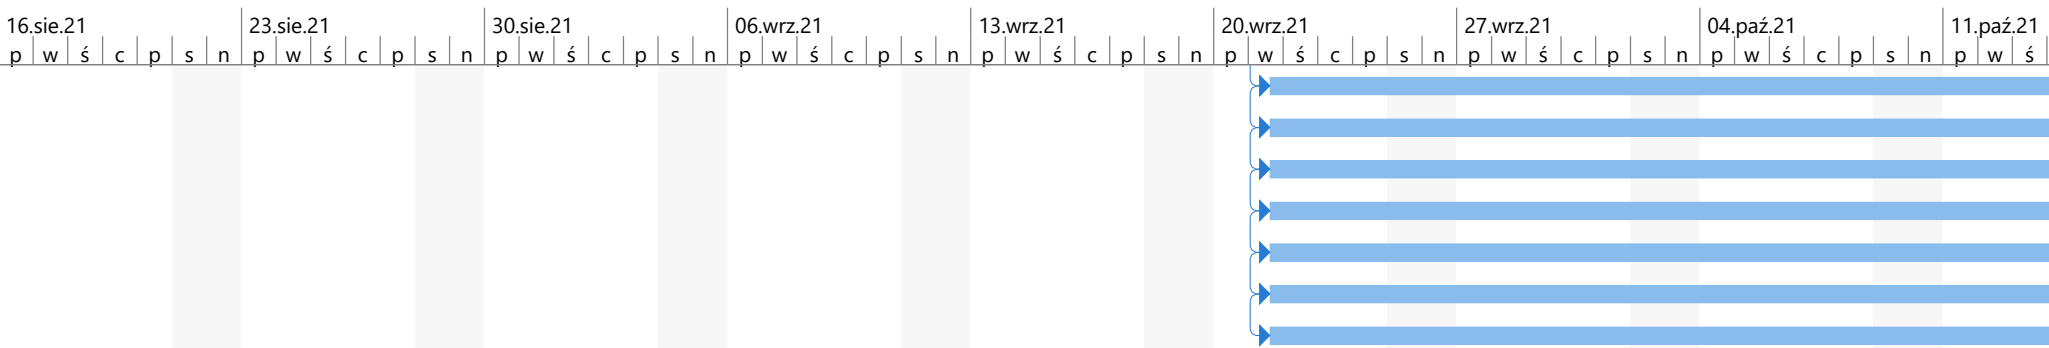 16.sie.21 23.sie.21 30.sie.21 06.wrz.21 13.wrz.21 20.wrz.21 27.wrz.21 04.paź.21 11.paź.21
p w ś c p s n p w ś c p s n p w ś c p s n p w ś c p s n p w ś c p s n p w ś c p s n p w ś c p s n p w ś c p s n p w ś